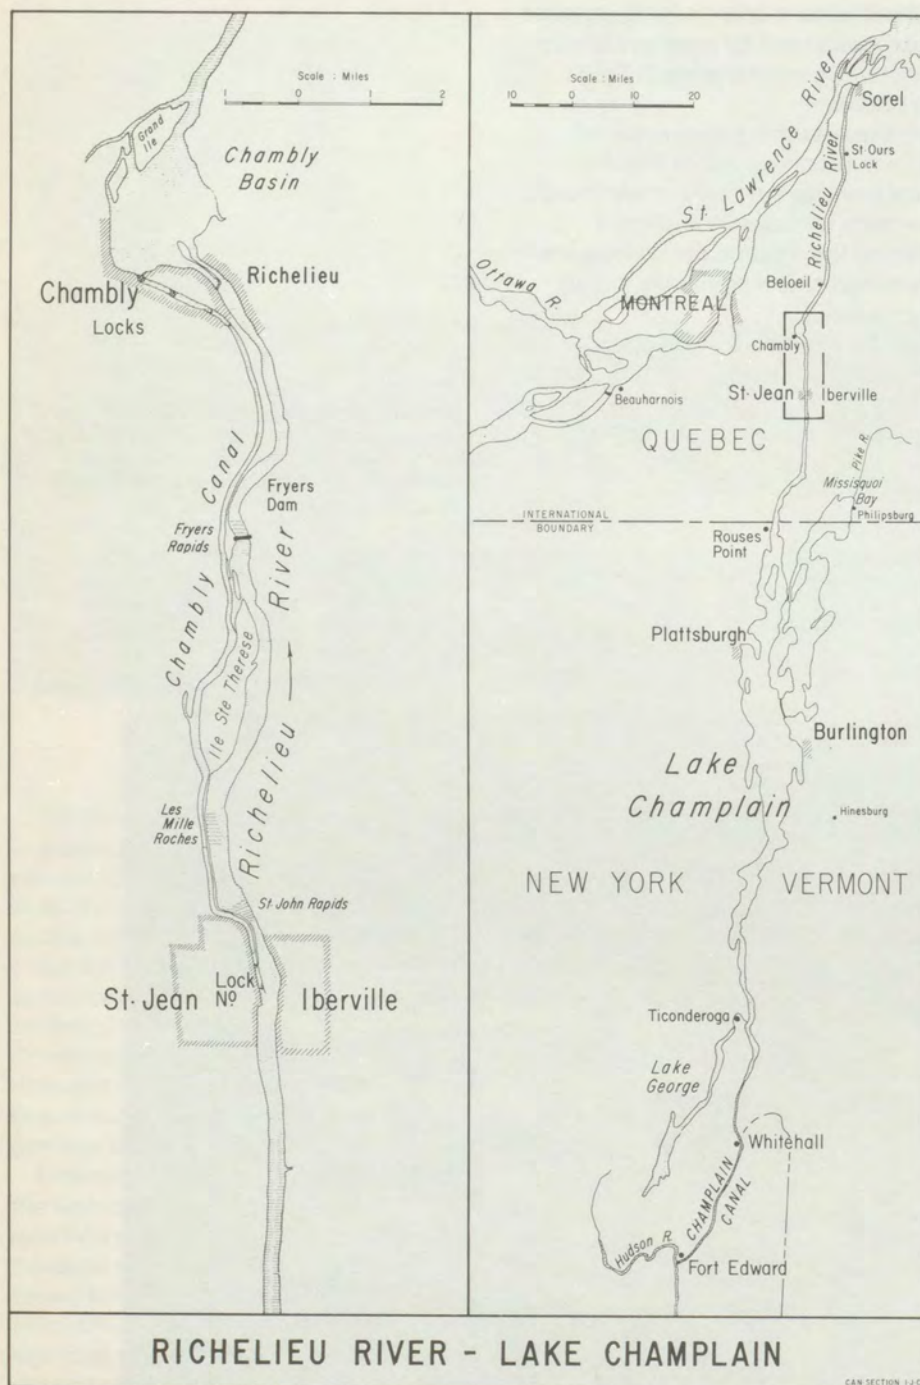 Scale : Miles
1 0 1 2
Grand
Ile
Chambly
Basin
Richelieu
Chambly
Locks
Chambly Canal
Fryers
Dam
Fryers
Rapids
Richelieu River
Ile Ste Therese
Les
Mille
Roches
St. John Rapids
St. Jean
Lock
Nº
Iberville
Scale : Miles
10 0 10 20
St. Lawrence River
Sorel
St. Ours
Lock
Richelieu River
Ottawa R.
Beloeil
MONTREAL
Chambly
St. Jean
Iberville
Beauharnois
QUEBEC
Pike R.
Missisquoi
Bay
Philipsburg
INTERNATIONAL
BOUNDARY
Rouses
Point
Plattsburgh
Burlington
Lake
Champlain
Hinesburg
NEW YORK
VERMONT
Ticonderoga
Lake
George
Whitehall
CHAMPLAIN
CANAL
Hudson R.
Fort Edward
RICHELIEU RIVER - LAKE CHAMPLAIN
CAN. SECTION I.J.C.